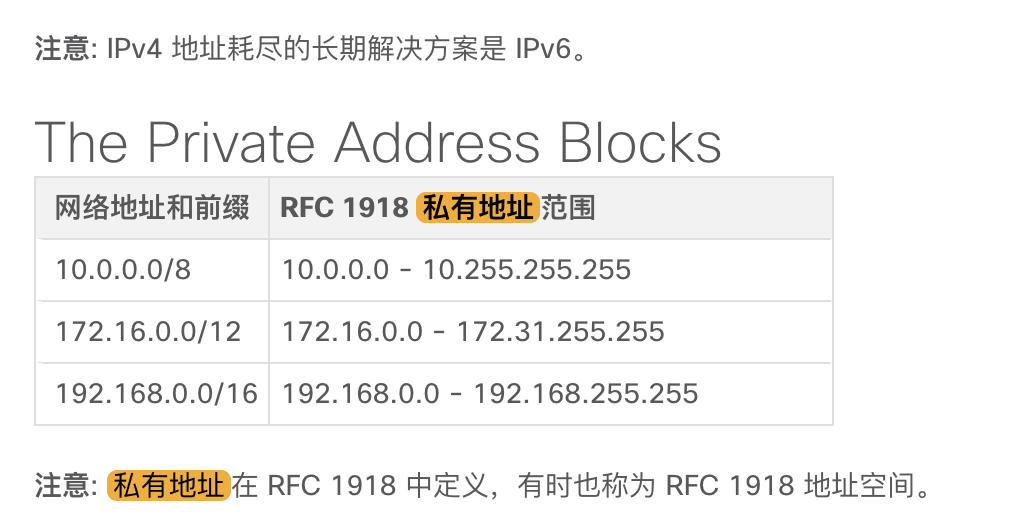 注意: IPv4 地址耗尽的长期解决方案是 IPv6。
The Private Address Blocks
网络地址和前缀 RFC 1918 私有地址范围
10.0.0.0/8 10.0.0.0 - 10.255.255.255
172.16.0.0/12 172.16.0.0 - 172.31.255.255
192.168.0.0/16 192.168.0.0 - 192.168.255.255
注意: 私有地址在 RFC 1918 中定义，有时也称为 RFC 1918 地址空间。